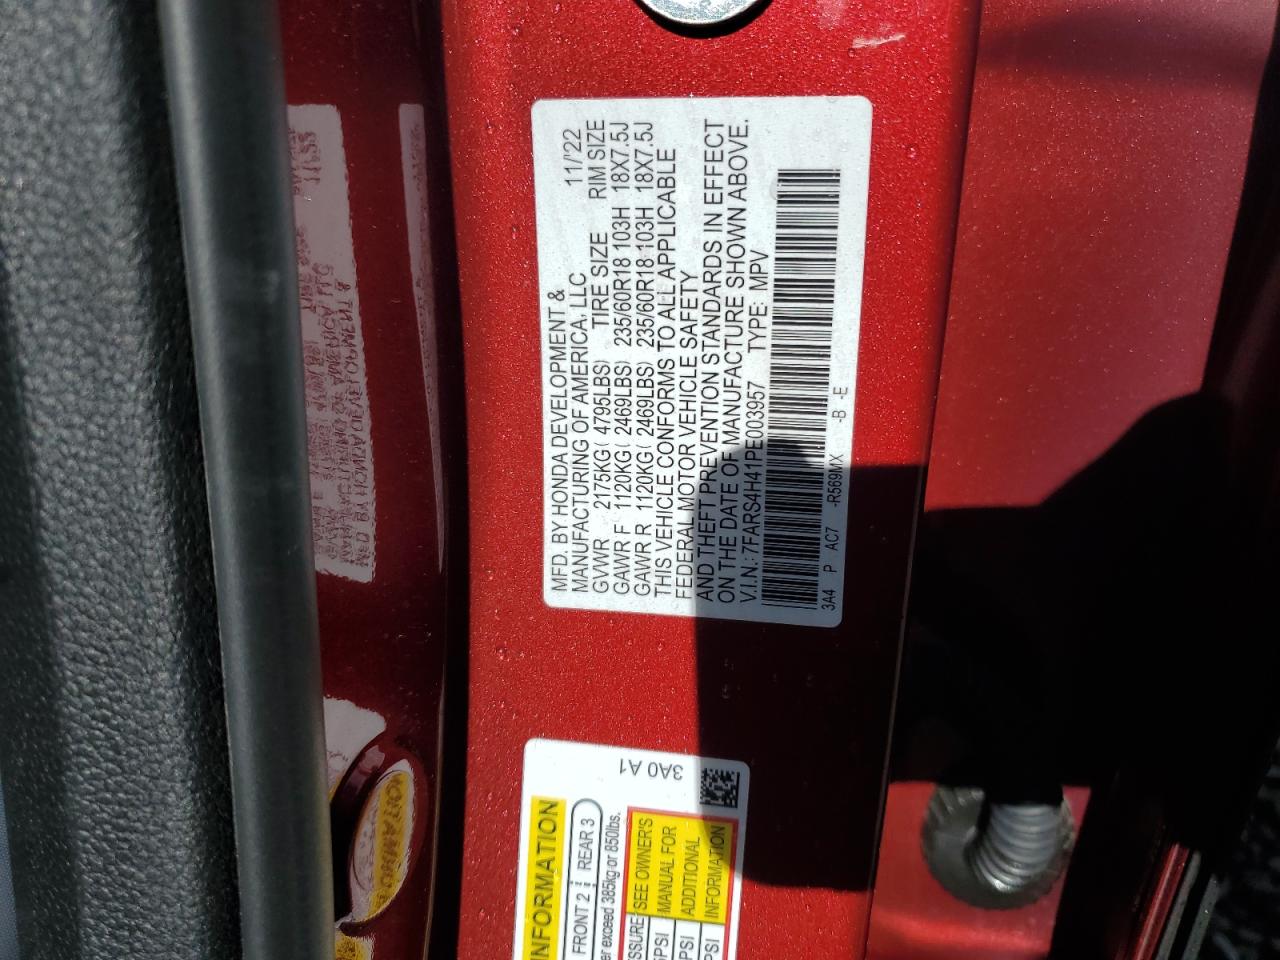 MFD. BY HONDA DEVELOPMENT &
MANUFACTURING OF AMERICA, LLC 11/'22
GVWR 2175KG( 4795LBS) TIRE SIZE RIM SIZE
GAWR F 1120KG( 2469LBS) 235/60R18 103H 18X7.5J
GAWR R 1120KG( 2469LBS) 235/60R18 103H 18X7.5J
THIS VEHICLE CONFORMS TO ALL APPLICABLE
FEDERAL MOTOR VEHICLE SAFETY
AND THEFT PREVENTION STANDARDS IN EFFECT
ON THE DATE OF MANUFACTURE SHOWN ABOVE.
V.I.N.: 7FARS4H41PE003957 TYPE: MPV
3A4 P AC7 -R569MX -B -E
3A0 A1
INFORMATION
FRONT 2 REAR 3
exceed 385kg or 850lbs.
SEE OWNER'S
MANUAL FOR
ADDITIONAL
INFORMATION
PSI
PSI
PSI